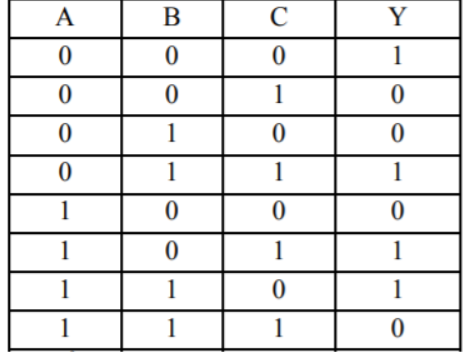 A B C Y
0 0 0 1
0 0 1 0
0 1 0 0
0 1 1 1
1 0 0 0
1 0 1 1
1 1 0 1
1 1 1 0